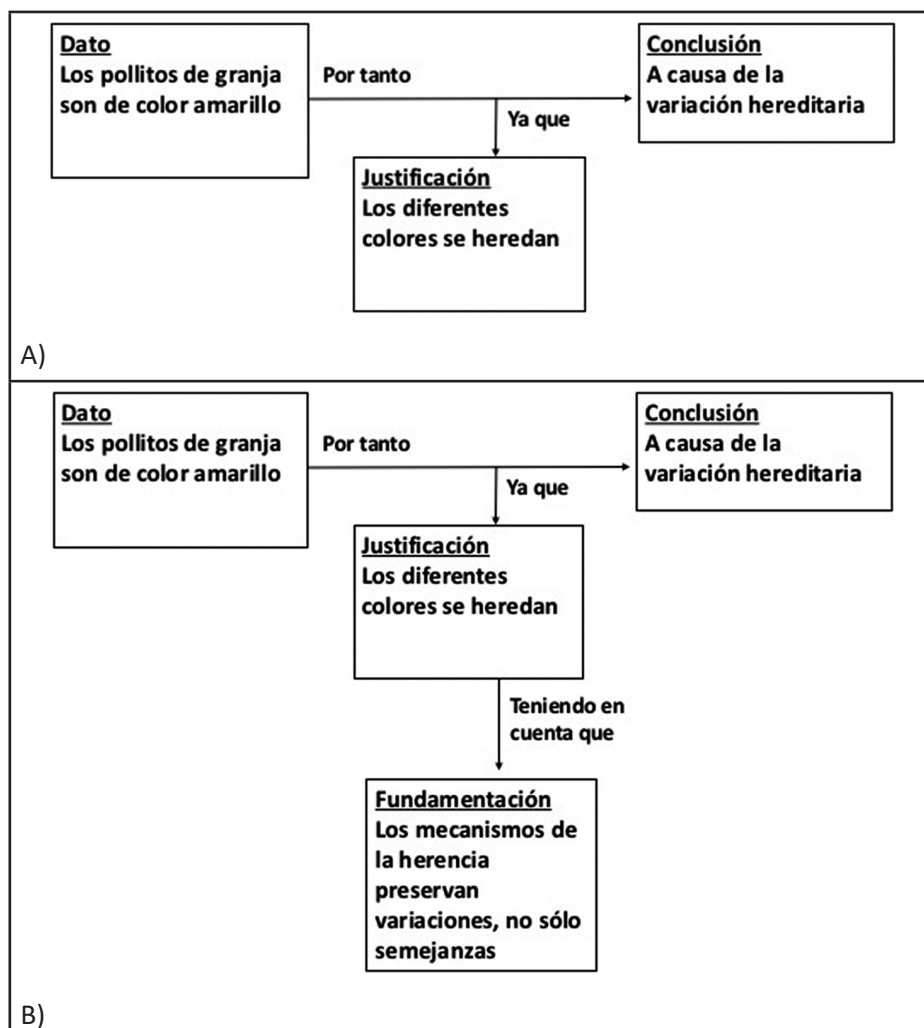 Dato
Los pollitos de granja
son de color amarillo
Por tanto
Conclusión
A causa de la
variación hereditaria
Ya que
Justificación
Los diferentes
colores se heredan
A)
Dato
Los pollitos de granja
son de color amarillo
Por tanto
Conclusión
A causa de la
variación hereditaria
Ya que
Justificación
Los diferentes
colores se heredan
Teniendo en
cuenta que
Fundamentación
Los mecanismos de
la herencia
preservan
variaciones, no sólo
semejanzas
B)